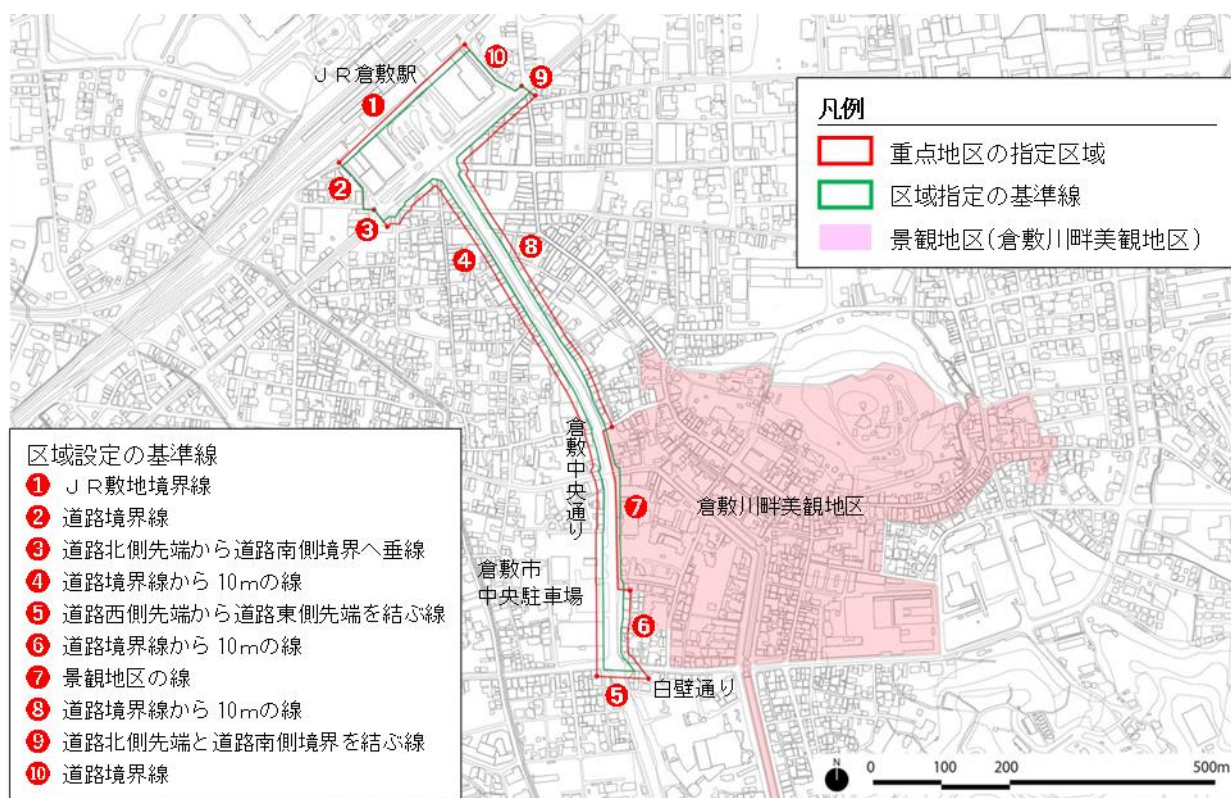 ❿
❾
ＪＲ倉敷駅
❶
❷
❸
❹
❽
凡例
重点地区の指定区域
区域指定の基準線
景観地区(倉敷川畔美観地区)
倉敷中央通り
❼
倉敷川畔美観地区
倉敷市
中央駐車場
❻
❺
白壁通り
区域設定の基準線
❶ ＪＲ敷地境界線
❷ 道路境界線
❸ 道路北側先端から道路南側境界へ垂線
❹ 道路境界線から10mの線
❺ 道路西側先端から道路東側先端を結ぶ線
❻ 道路境界線から10mの線
❼ 景観地区の線
❽ 道路境界線から10mの線
❾ 道路北側先端と道路南側境界を結ぶ線
❿ 道路境界線
N
0 100 200 500m